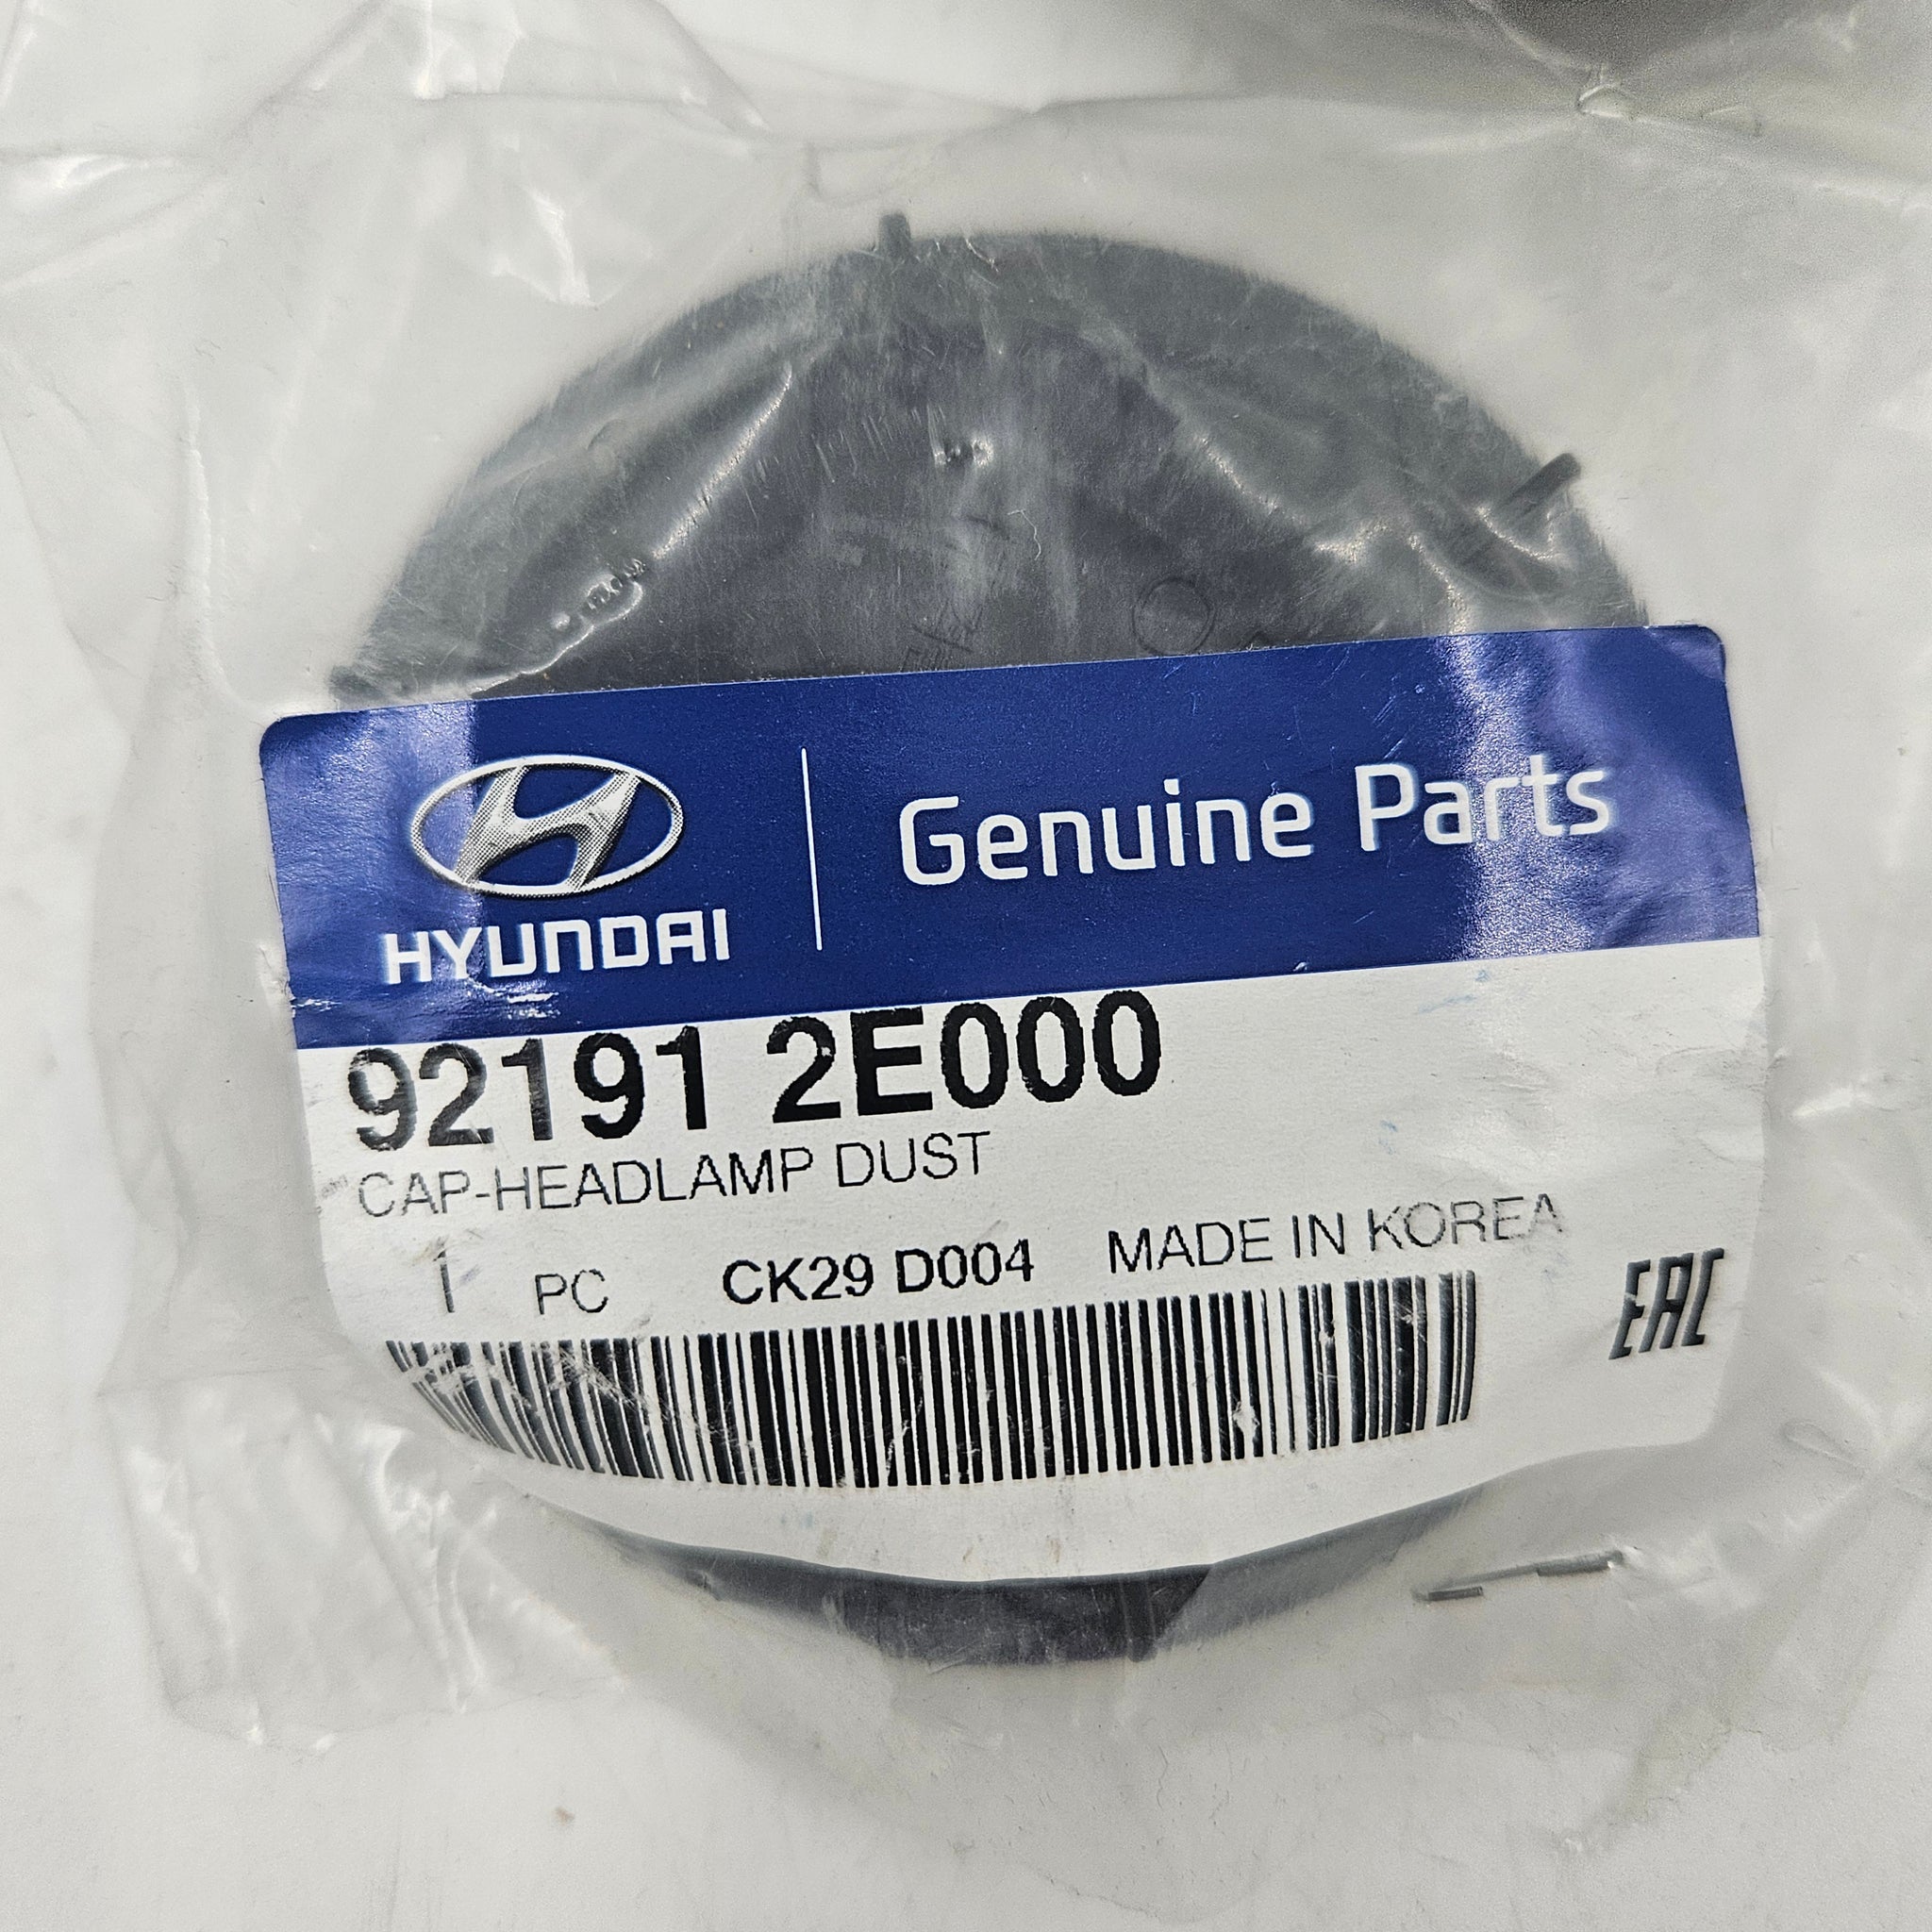 HYUNDAI
Genuine Parts
92191 2E000
CAP-HEADLAMP DUST
1 PC CK29 D004 MADE IN KOREA
EAC